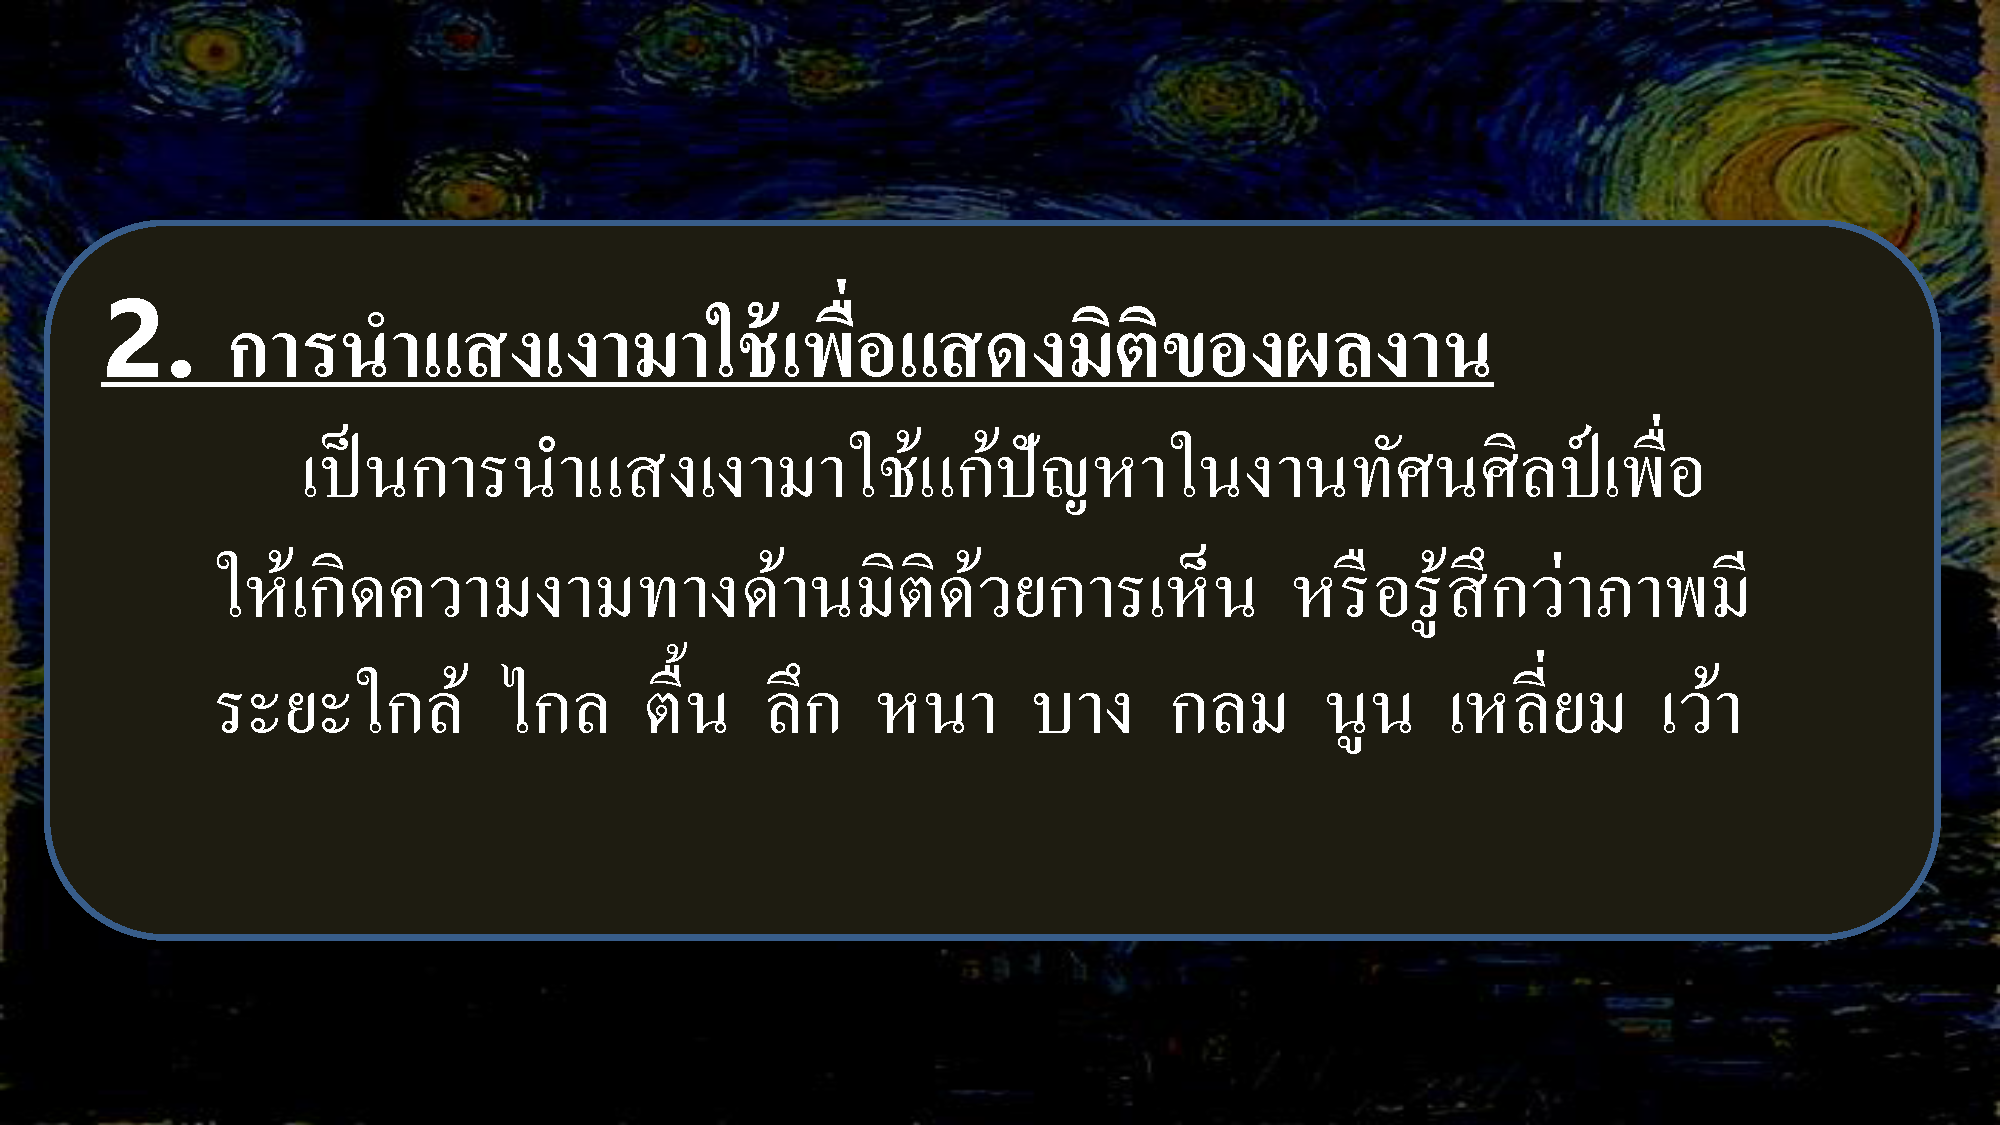 2. การนำแสงเงามาใช้เพื่อแสดงมิติของผลงาน
เป็นการนำแสงเงามาใช้แก้ปัญหาในงานทัศนศิลป์เพื่อ
ให้เกิดความงามทางด้านมิติด้วยการเห็น หรือรู้สึกว่าภาพมี
ระยะใกล้ ไกล ตื้น ลึก หนา บาง กลม นูน เหลี่ยม เว้า